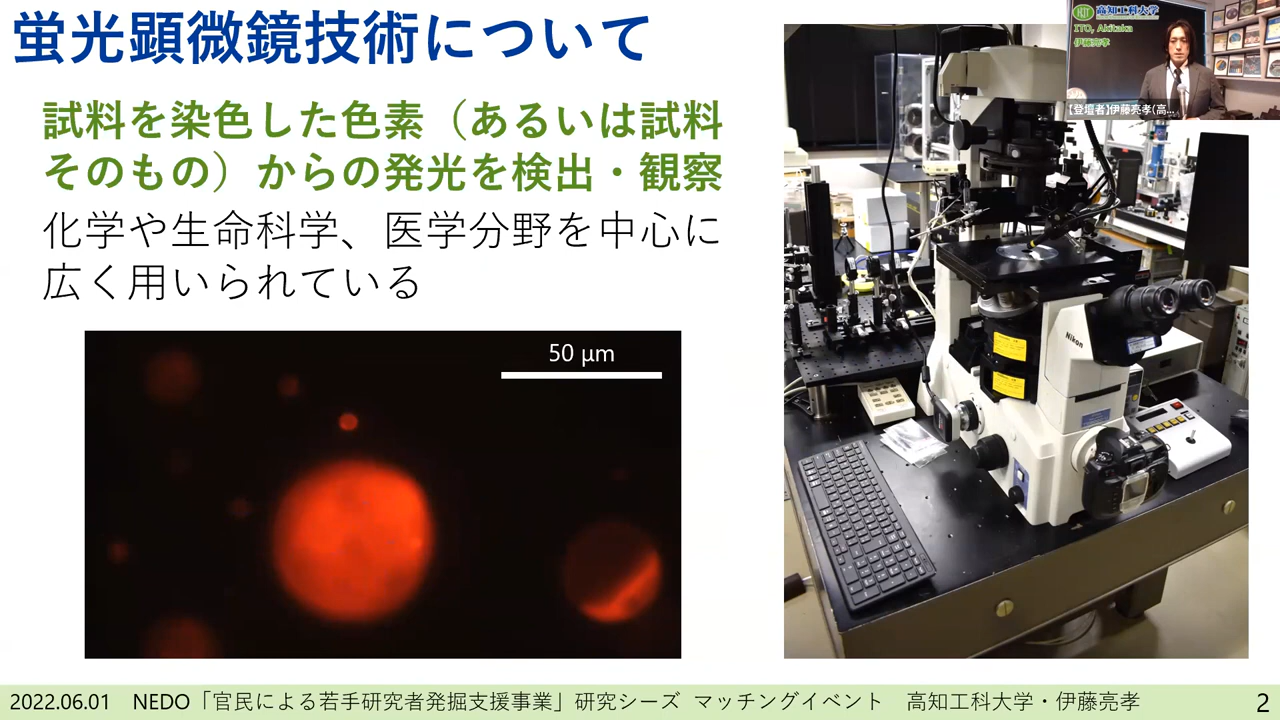 蛍光顕微鏡技術について
高知工科大学
ITO, Akitaka
伊藤亮孝
【登壇者】伊藤亮孝(高...
試料を染色した色素（あるいは試料
そのもの）からの発光を検出・観察
化学や生命科学、医学分野を中心に
広く用いられている
50 μm
Nikon
2022.06.01 NEDO「官民による若手研究者発掘支援事業」研究シーズ マッチングイベント 高知工科大学・伊藤亮孝
2